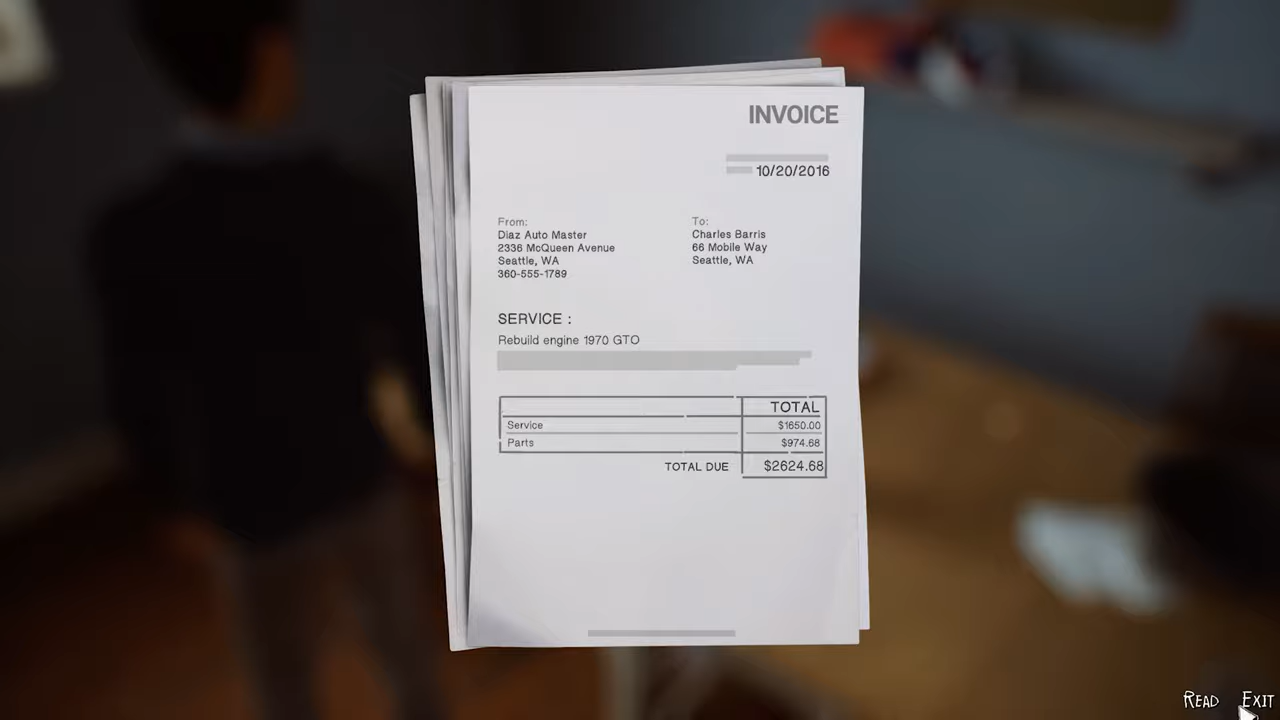 INVOICE
10/20/2016
From:
Diaz Auto Master
2336 McQueen Avenue
Seattle, WA
360-555-1789
To:
Charles Barris
66 Mobile Way
Seattle, WA
SERVICE :
Rebuild engine 1970 GTO
TOTAL
Service $1650.00
Parts $974.68
TOTAL DUE $2624.68
READ EXIT